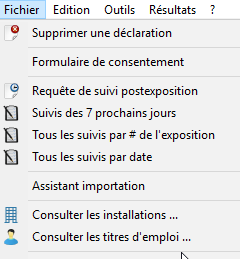 Fichier Edition Outils Résultats ?
Supprimer une déclaration
Formulaire de consentement
Requête de suivi postexposition
Suivis des 7 prochains jours
Tous les suivis par # de l'exposition
Tous les suivis par date
Assistant importation
Consulter les installations ...
Consulter les titres d'emploi ...